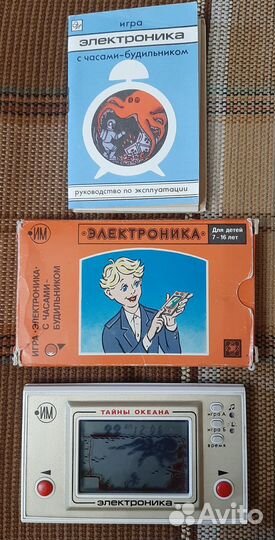 игра
электроника
с часами-будильником
руководство по эксплуатации
•ИМ
•ЭЛЕКТРОНИКА•
Для детей
7-16 лет
ИГРА •ЭЛЕКТРОНИКА•
С ЧАСАМИ-
БУДИЛЬНИКОМ
•ИМ
ТАЙНЫ ОКЕАНА
игра А
игра Б
время
электроника
Avito